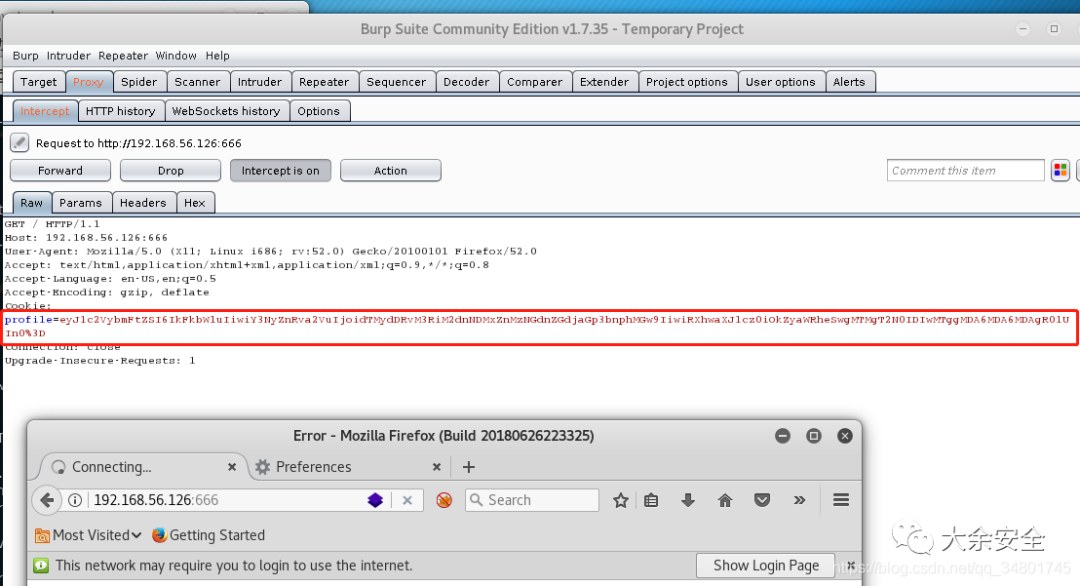 Burp Suite Community Edition v1.7.35 - Temporary Project
Burp Intruder Repeater Window Help
Target Proxy Spider Scanner Intruder Repeater Sequencer Decoder Comparer Extender Project options User options Alerts
Intercept HTTP history WebSockets history Options
Request to http://192.168.56.126:666
Forward Drop Intercept is on Action Comment this item
Raw Params Headers Hex
GET / HTTP/1.1
Host: 192.168.56.126:666
User-Agent: Mozilla/5.0 (X11; Linux i686; rv:52.0) Gecko/20100101 Firefox/52.0
Accept: text/html,application/xhtml+xml,application/xml;q=0.9,*/*;q=0.8
Accept-Language: en-US,en;q=0.5
Accept-Encoding: gzip, deflate
Cookie:
In0%3D
Connection: close
Upgrade-Insecure-Requests: 1
Error - Mozilla Firefox (Build 20180626223325)
Connecting... Preferences
192.168.56.126:666 Search
Most Visited Getting Started
This network may require you to login to use the internet. Show Login Page
大余安全
https://blog.csdn.net/qq_34801745